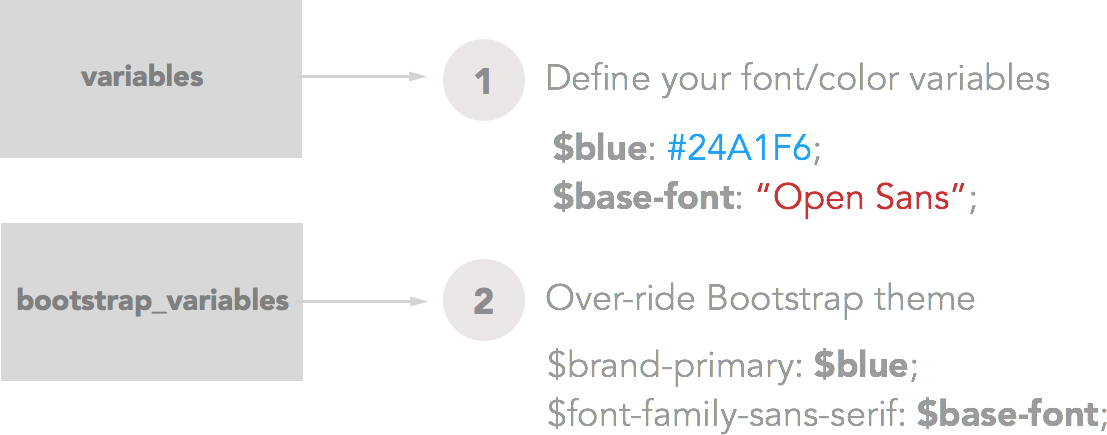 variables
1
Define your font/color variables
$blue: #24A1F6;
$base-font: “Open Sans”;
bootstrap_variables
2
Over-ride Bootstrap theme
$brand-primary: $blue;
$font-family-sans-serif: $base-font;